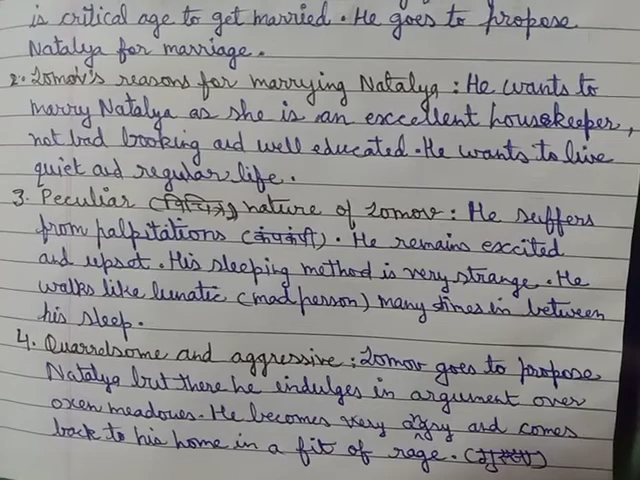 is critical age to get married. He goes to propose
Natalya for marriage.
2. Lomov's reasons for marrying Natalya : He wants to
marry Natalya as she is an excellent housekeeper,
not bad looking and well educated. He wants to live
quiet and regular life.
3. Peculiar (विचित्र) nature of Lomov : He suffers
from palpitations (कंपकंपी). He remains excited
and upset. His sleeping method is very strange. He
walks like lunatic (mad person) many times in between
his sleep.
4. Quarrelsome and aggressive : Lomov goes to propose
Natalya but there he indulges in argument over
oxen meadows. He becomes very angry and comes
back to his home in a fit of rage. (गुस्सा)